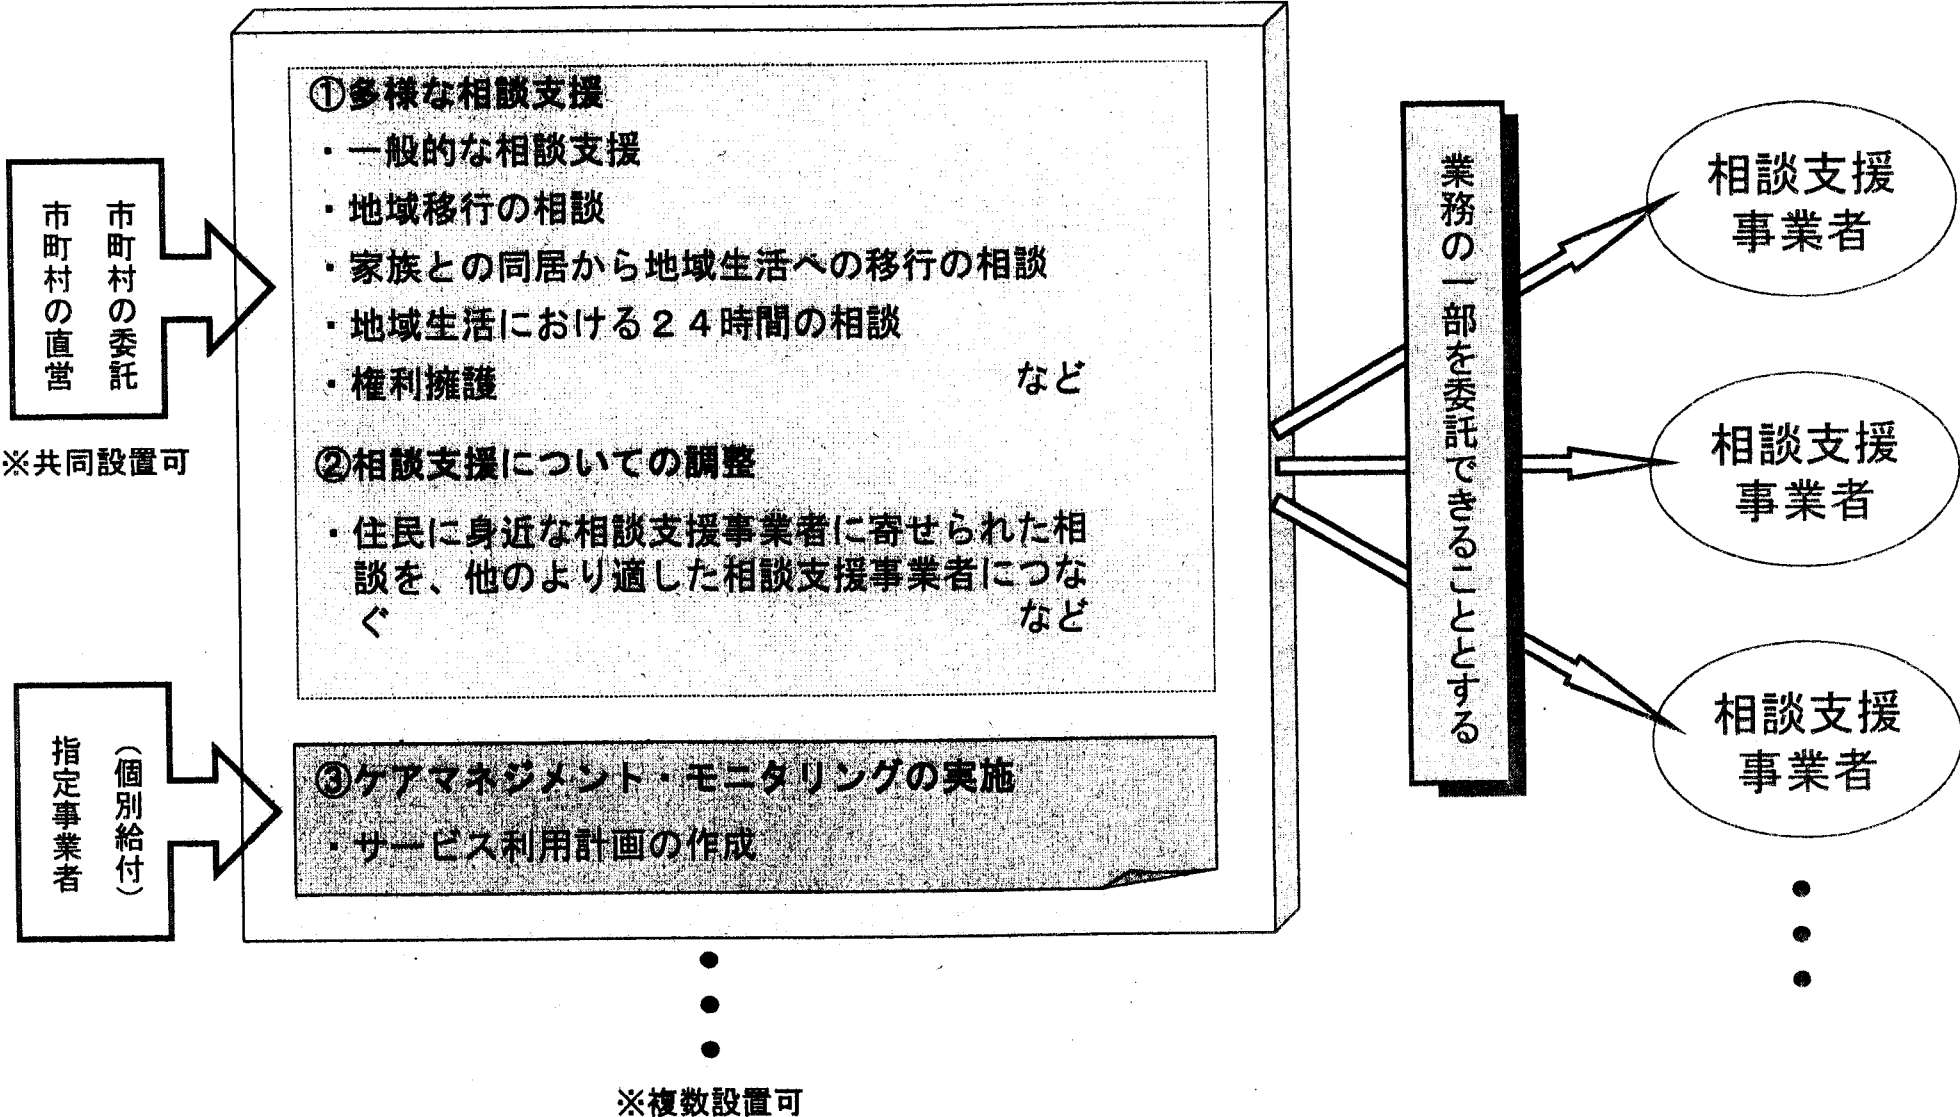 市町村の委託
市町村の直営
※共同設置可
①多様な相談支援
・一般的な相談支援
・地域移行の相談
・家族との同居から地域生活への移行の相談
・地域生活における２４時間の相談
・権利擁護 など
②相談支援についての調整
・住民に身近な相談支援事業者に寄せられた相
談を、他のより適した相談支援事業者につな
ぐ など
(個別給付)
指定事業者
③ケアマネジメント・モニタリングの実施
・サービス利用計画の作成
※複数設置可
業務の一部を委託できることとする
相談支援
事業者
相談支援
事業者
相談支援
事業者